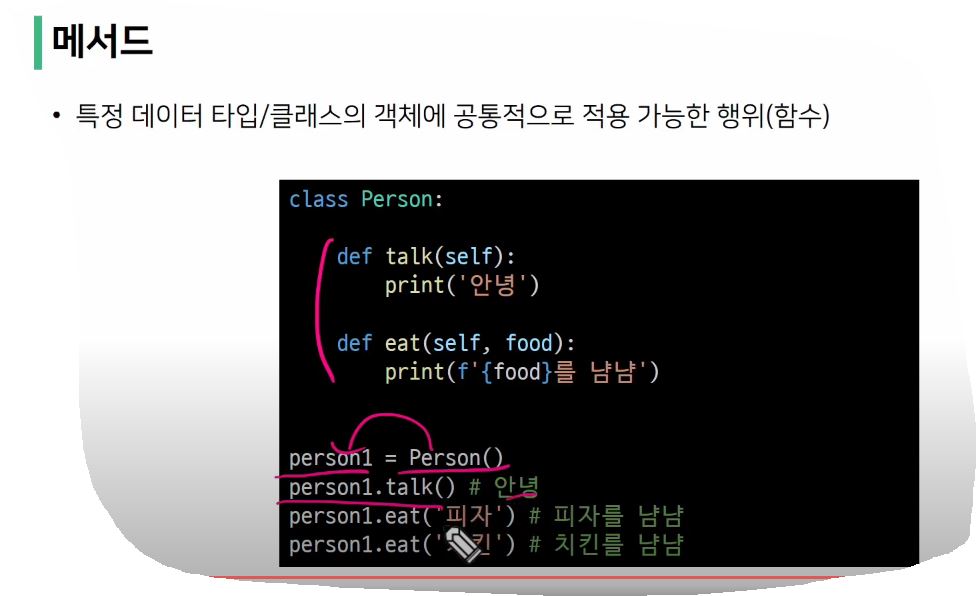 메서드
• 특정 데이터 타입/클래스의 객체에 공통적으로 적용 가능한 행위(함수)
class Person:
def talk(self):
print('안녕')
def eat(self, food):
print(f'{food}를 냠냠')
person1 = Person()
person1.talk() # 안녕
person1.eat('피자') # 피자를 냠냠
person1.eat(' 킨') # 치킨를 냠냠